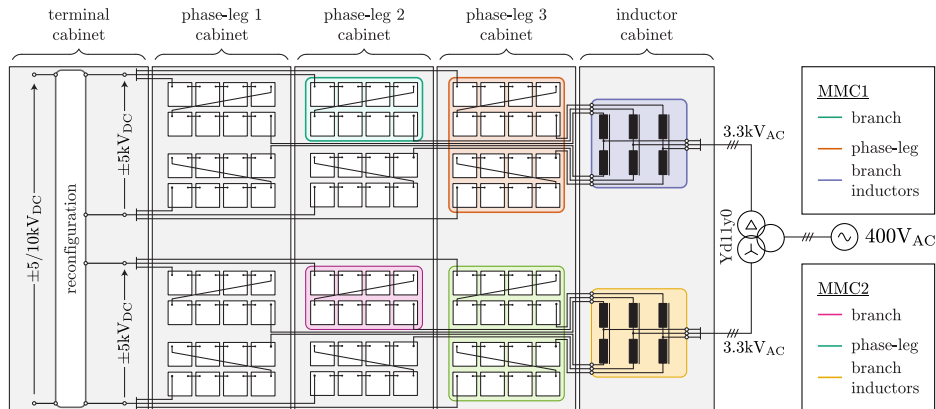 terminal
cabinet
phase-leg 1
cabinet
phase-leg 2
cabinet
phase-leg 3
cabinet
inductor
cabinet
±5/10kV_DC
reconfiguration
±5kV_DC
±5kV_DC
3.3kV_AC
3.3kV_AC
Yd11y0
400V_AC
MMC1
branch
phase-leg
branch
inductors
MMC2
branch
phase-leg
branch
inductors